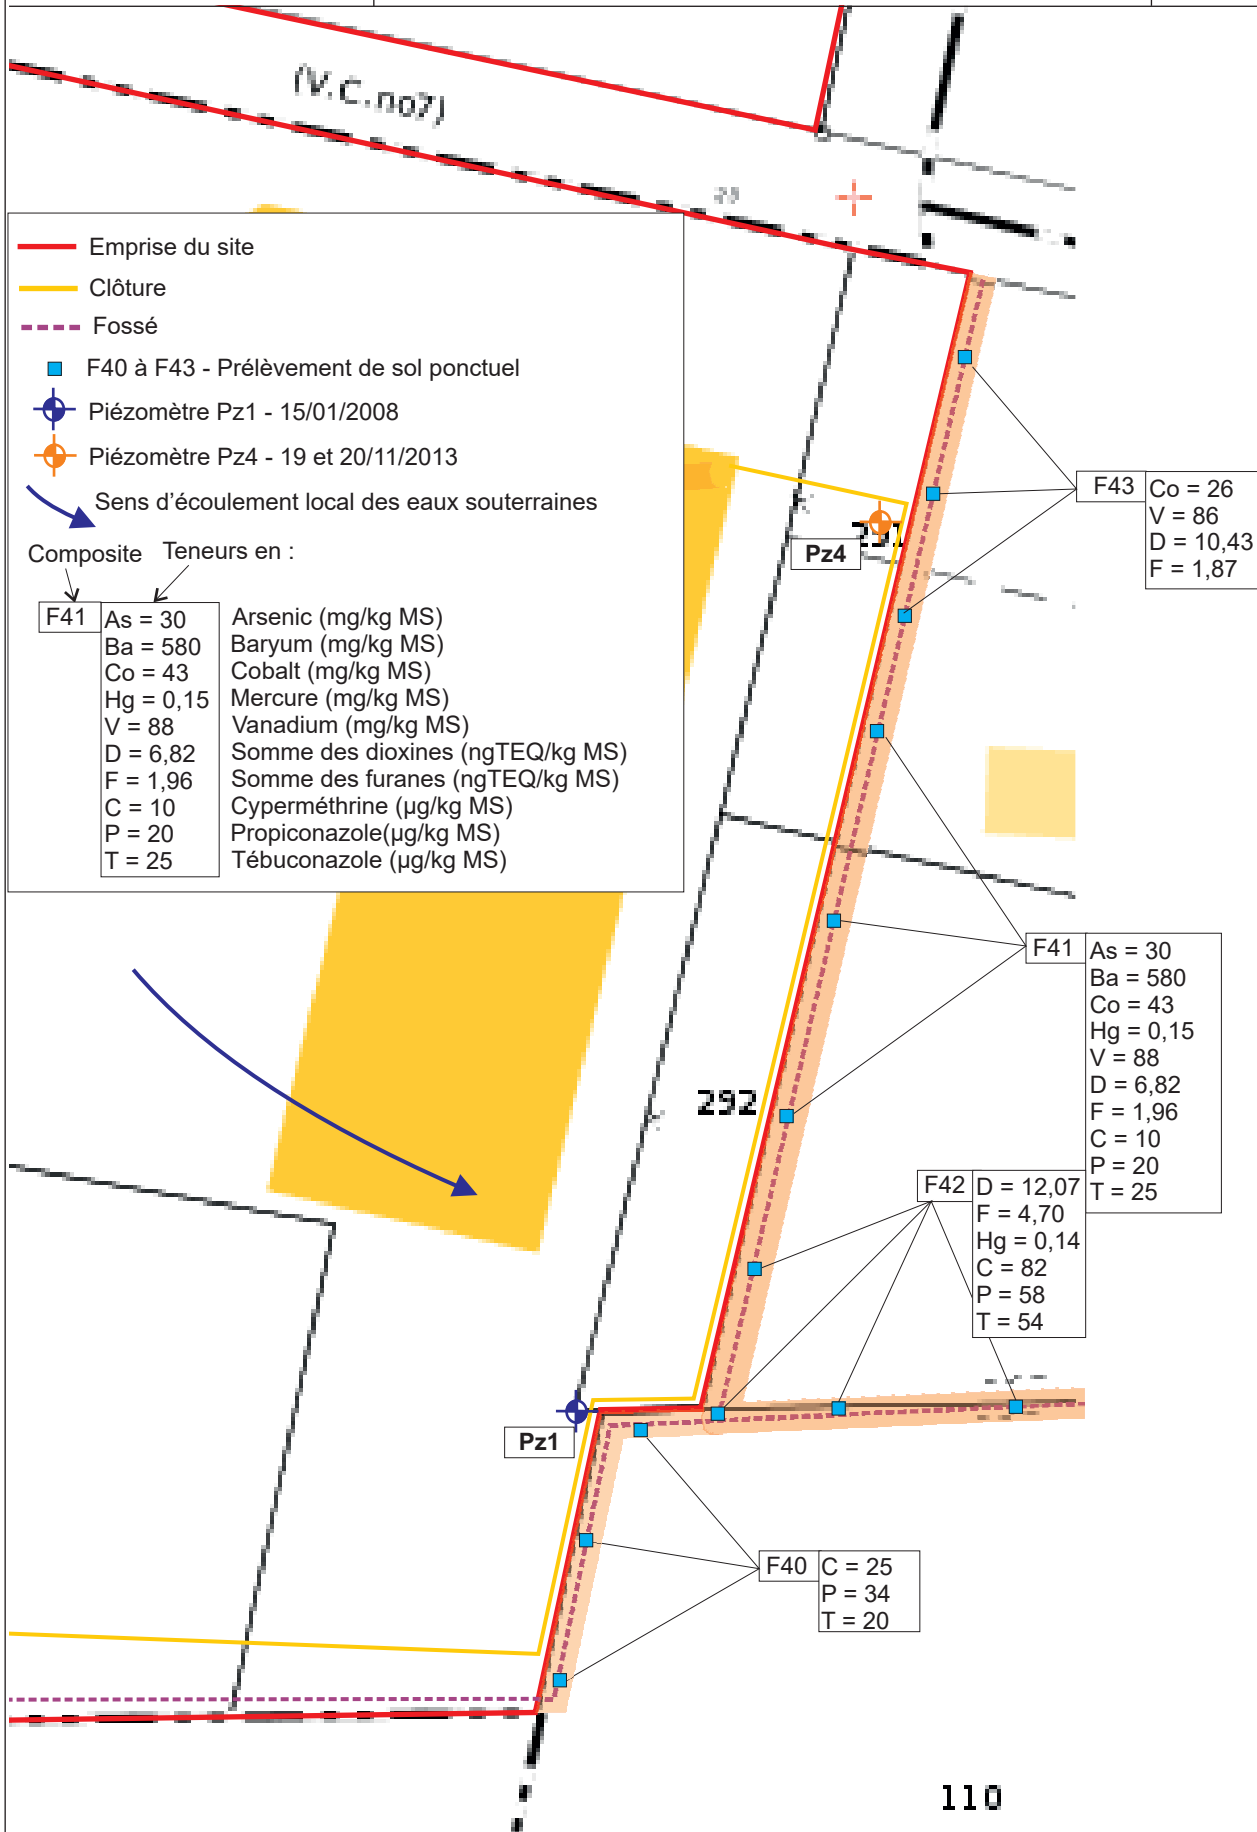 (V.C.no7)
Emprise du site
Clôture
Fossé
F40 à F43 - Prélèvement de sol ponctuel
Piézomètre Pz1 - 15/01/2008
Piézomètre Pz4 - 19 et 20/11/2013
Sens d'écoulement local des eaux souterraines
Composite Teneurs en :
F41
As = 30 Arsenic (mg/kg MS)
Ba = 580 Baryum (mg/kg MS)
Co = 43 Cobalt (mg/kg MS)
Hg = 0,15 Mercure (mg/kg MS)
V = 88 Vanadium (mg/kg MS)
D = 6,82 Somme des dioxines (ngTEQ/kg MS)
F = 1,96 Somme des furanes (ngTEQ/kg MS)
C = 10 Cyperméthrine (µg/kg MS)
P = 20 Propiconazole(µg/kg MS)
T = 25 Tébuconazole (µg/kg MS)
F43
Co = 26
V = 86
D = 10,43
F = 1,87
Pz4
F41
As = 30
Ba = 580
Co = 43
Hg = 0,15
V = 88
D = 6,82
F = 1,96
C = 10
P = 20
T = 25
292
F42
D = 12,07
F = 4,70
Hg = 0,14
C = 82
P = 58
T = 54
Pz1
F40
C = 25
P = 34
T = 20
110